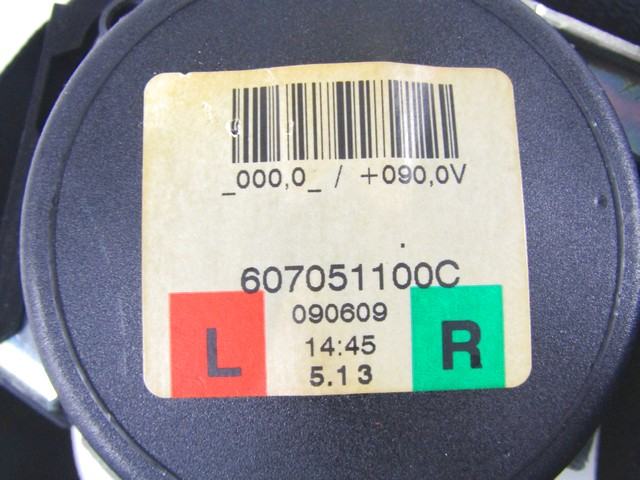 _000,0_ / +090,0V
607051100C
090609
L 14:45 R
5.13